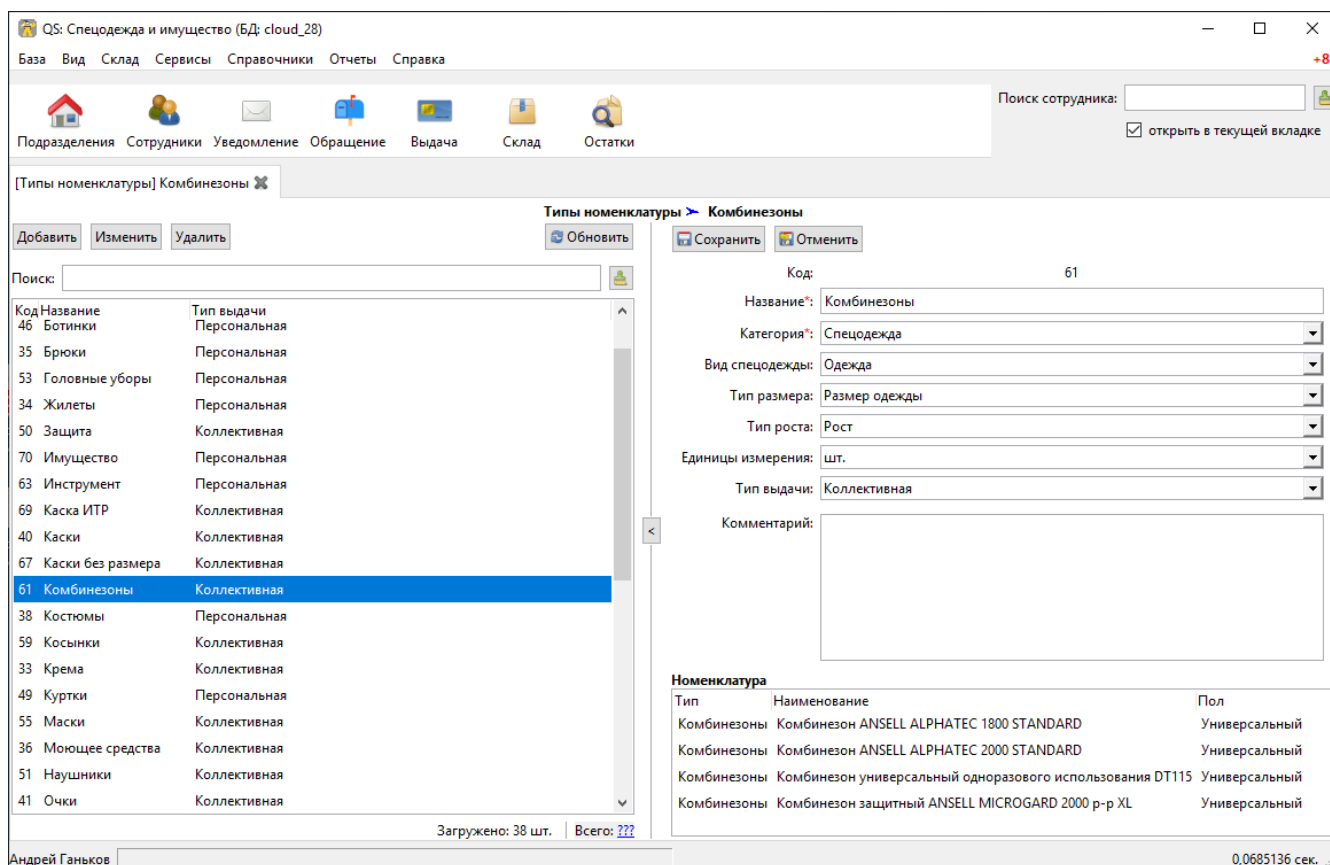 QS: Спецодежда и имущество (БД: cloud_28)
База Вид Склад Сервисы Справочники Отчеты Справка +8
Поиск сотрудника:
открыть в текущей вкладке
Подразделения Сотрудники Уведомление Обращение Выдача Склад Остатки
[Типы номенклатуры] Комбинезоны
Типы номенклатуры Комбинезоны
Добавить Изменить Удалить Обновить
Поиск:
Код Название Тип выдачи
46 Ботинки Персональная
35 Брюки Персональная
53 Головные уборы Персональная
34 Жилеты Персональная
50 Защита Коллективная
70 Имущество Персональная
63 Инструмент Персональная
69 Каска ИТР Коллективная
40 Каски Коллективная
67 Каски без размера Коллективная
61 Комбинезоны Коллективная
38 Костюмы Персональная
59 Косынки Коллективная
33 Крема Коллективная
49 Куртки Персональная
55 Маски Коллективная
36 Моющее средства Коллективная
51 Наушники Коллективная
41 Очки Коллективная
Загружено: 38 шт. Всего: ???
<
Сохранить Отменить
Код: 61
Название*: Комбинезоны
Категория*: Спецодежда
Вид спецодежды: Одежда
Тип размера: Размер одежды
Тип роста: Рост
Единицы измерения: шт.
Тип выдачи: Коллективная
Комментарий:
Номенклатура
Тип Наименование Пол
Комбинезоны Комбинезон ANSELL ALPHATEC 1800 STANDARD Универсальный
Комбинезоны Комбинезон ANSELL ALPHATEC 2000 STANDARD Универсальный
Комбинезоны Комбинезон универсальный одноразового использования DT115 Универсальный
Комбинезоны Комбинезон защитный ANSELL MICROGARD 2000 р-р XL Универсальный
Андрей Ганьков 0,0685136 сек.